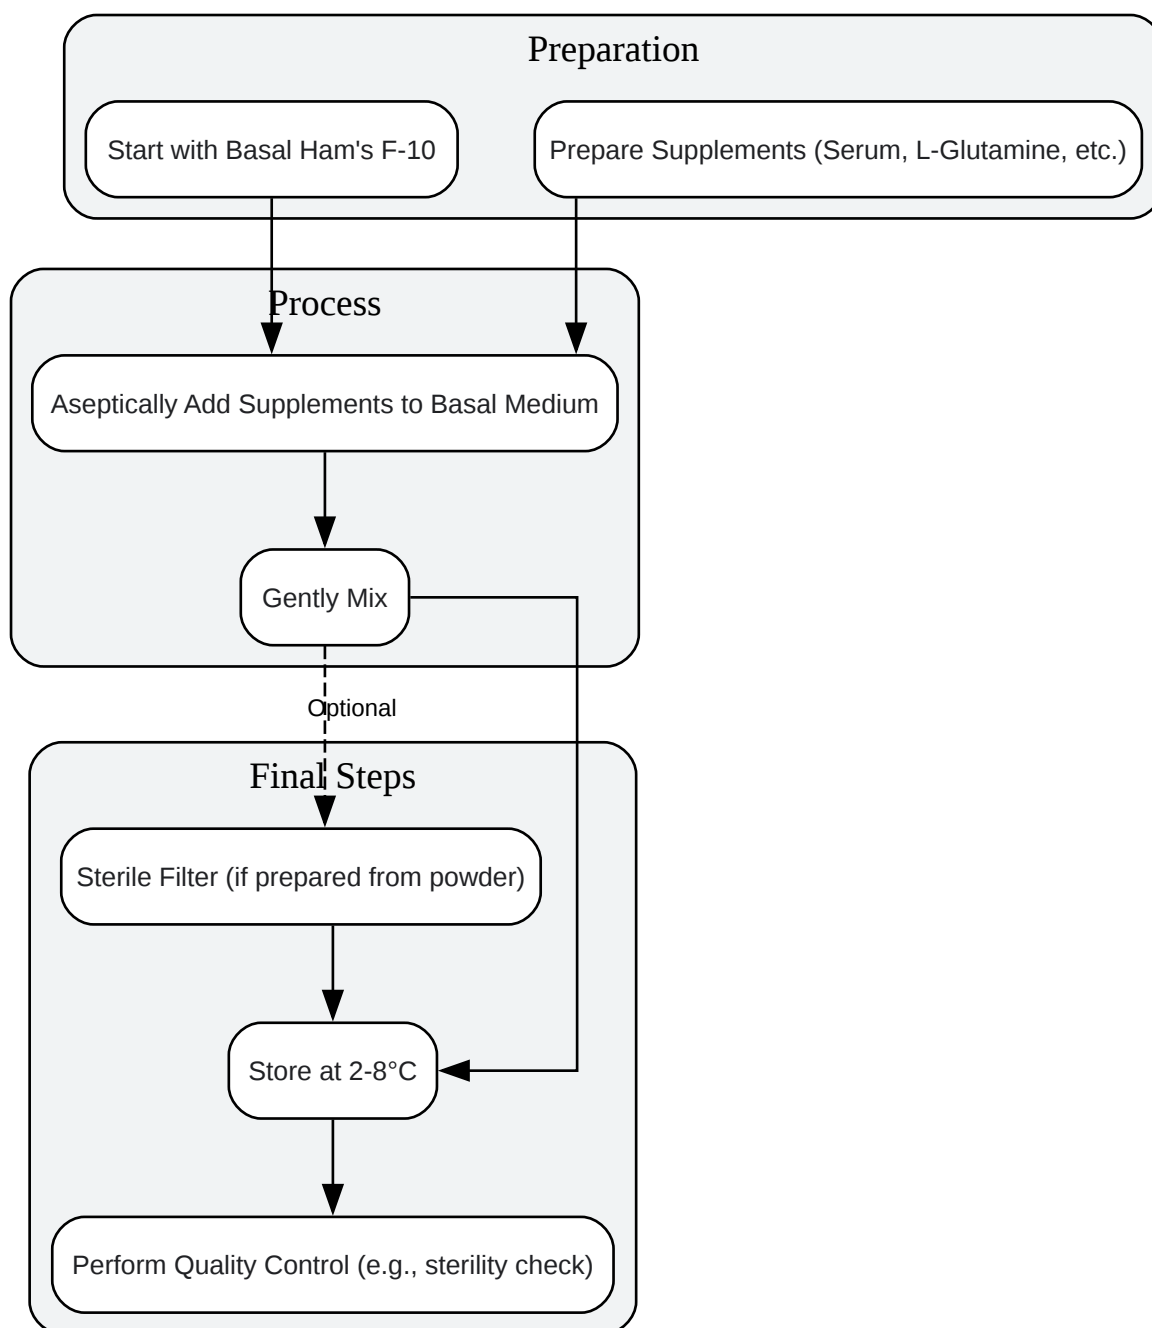 Preparation
Start with Basal Ham's F-10
Prepare Supplements (Serum, L-Glutamine, etc.)
Process
Aseptically Add Supplements to Basal Medium
Gently Mix
Optional
Final Steps
Sterile Filter (if prepared from powder)
Store at 2-8°C
Perform Quality Control (e.g., sterility check)